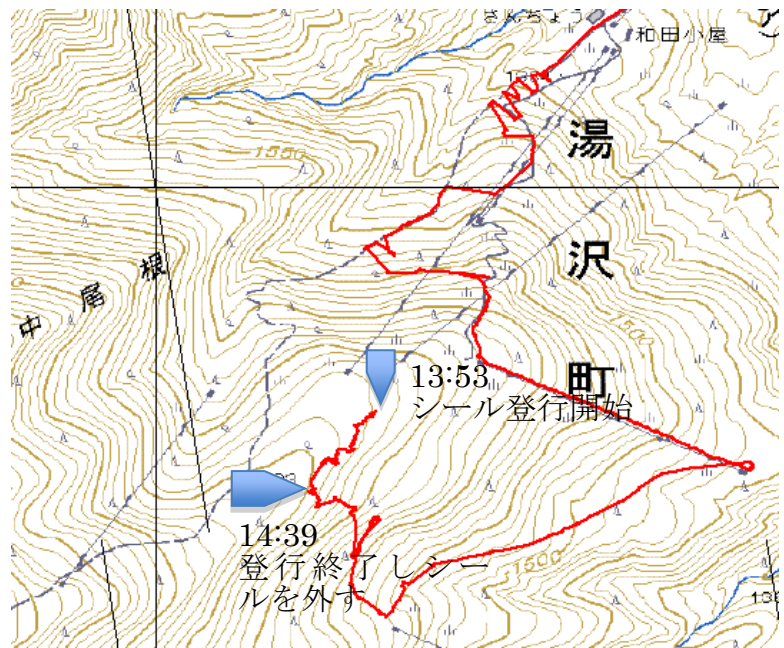 和田小屋
湯
1550
沢
中尾根
1500
13:53
町
シール登行開始
14:39
登行終了しシー
ルを外す
1500